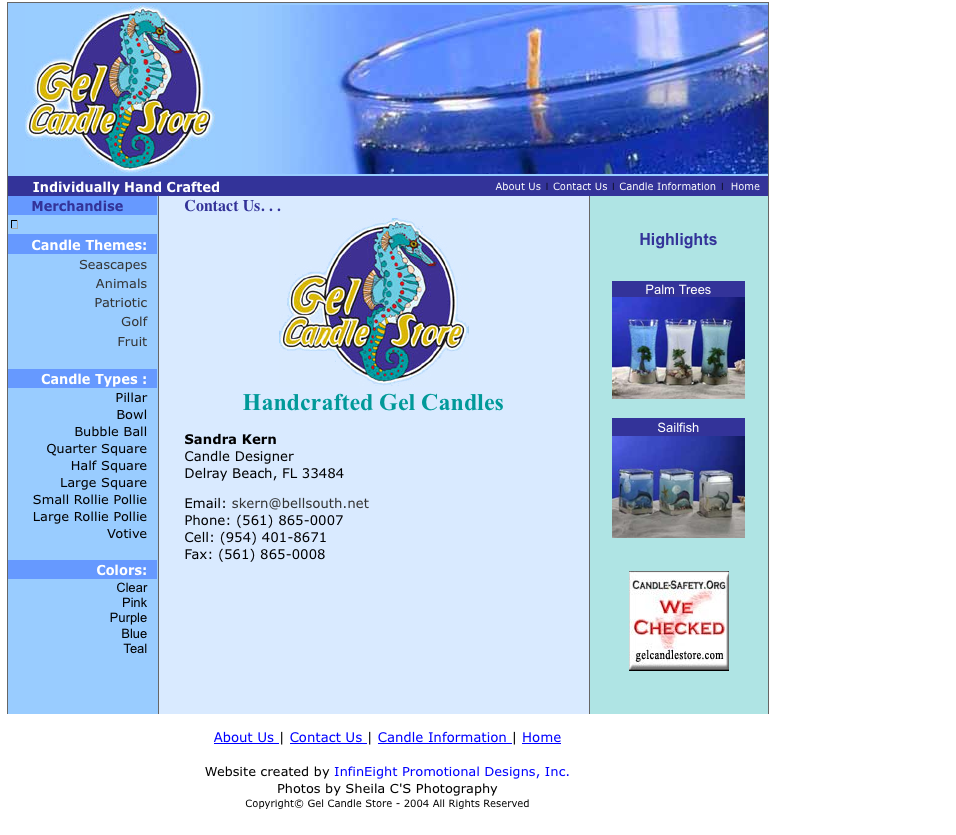 Gel
Candle Store
Individually Hand Crafted
About Us | Contact Us | Candle Information | Home
Merchandise
Candle Themes:
Seascapes
Animals
Patriotic
Golf
Fruit
Candle Types :
Pillar
Bowl
Bubble Ball
Quarter Square
Half Square
Large Square
Small Rollie Pollie
Large Rollie Pollie
Votive
Colors:
Clear
Pink
Purple
Blue
Teal
Contact Us. . .
Gel
Candle Store
Handcrafted Gel Candles
Sandra Kern
Candle Designer
Delray Beach, FL 33484
Email: skern@bellsouth.net
Phone: (561) 865-0007
Cell: (954) 401-8671
Fax: (561) 865-0008
Highlights
Palm Trees
Sailfish
Candle-Safety.Org
We
Checked
gelcandlestore.com
About Us | Contact Us | Candle Information | Home
Website created by InfinEight Promotional Designs, Inc.
Photos by Sheila C'S Photography
Copyright© Gel Candle Store - 2004 All Rights Reserved